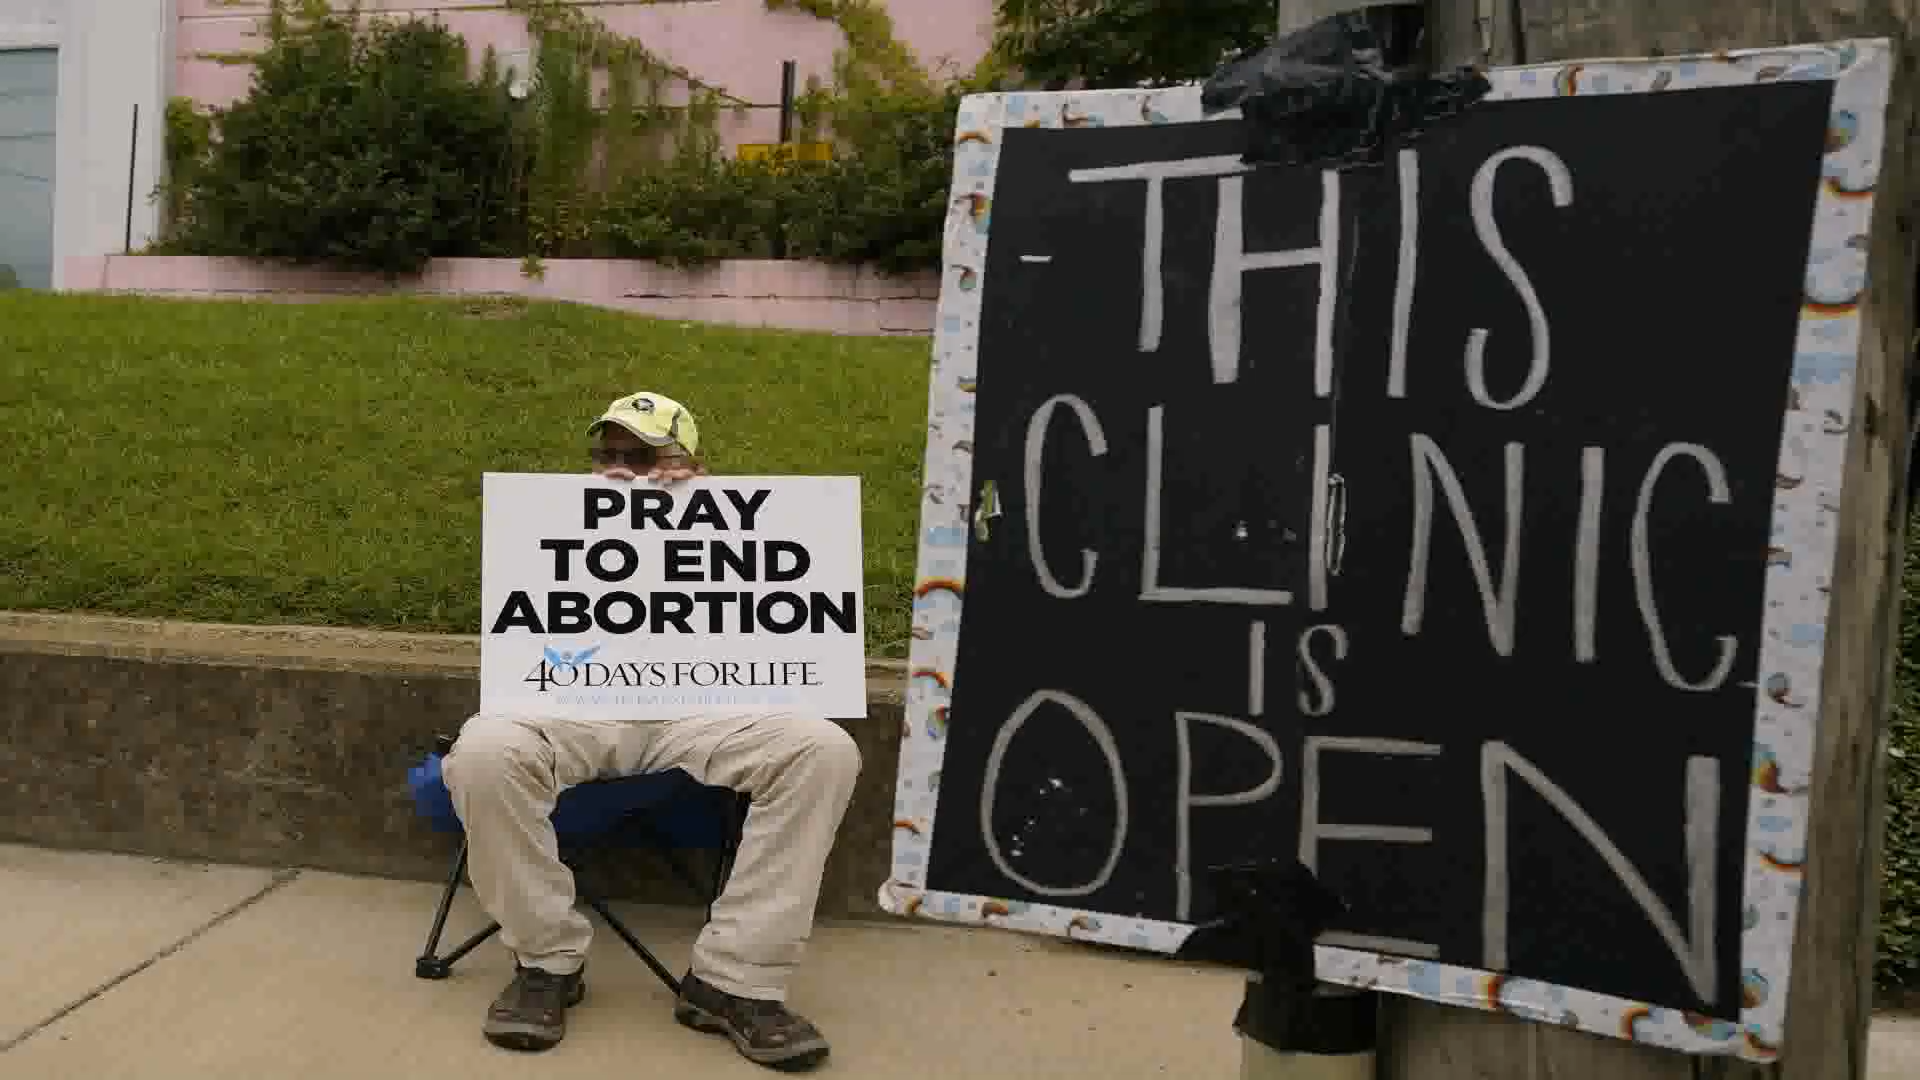 PRAY
TO END
ABORTION
40 DAYS FOR LIFE
THIS
CLINIC
IS
OPEN